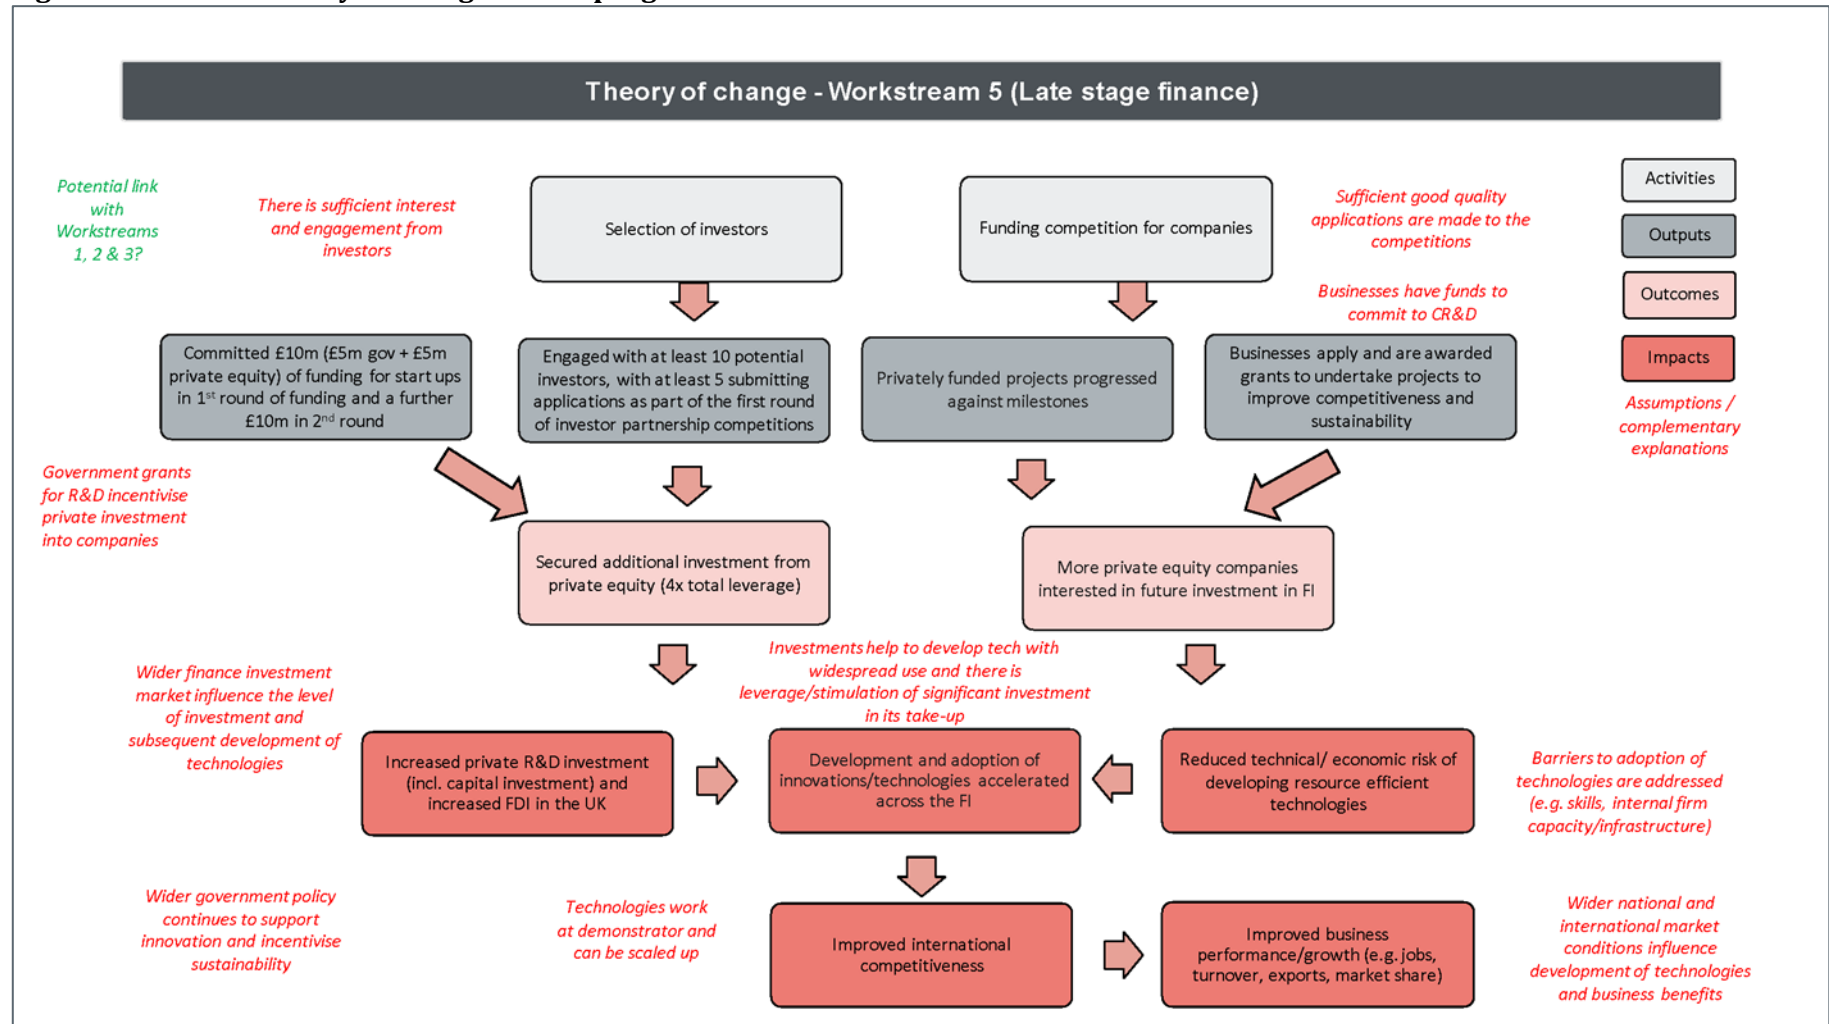 Theory of change - Workstream 5 (Late stage finance)
Potential link
with
Workstreams
1, 2 & 3?
There is sufficient interest
and engagement from
investors
Selection of investors
Funding competition for companies
Sufficient good quality
applications are made to the
competitions
Businesses have funds to
commit to CR&D
Activities
Outputs
Outcomes
Impacts
Assumptions /
complementary
explanations
Committed £10m (£5m gov + £5m
private equity) of funding for start ups
in 1st round of funding and a further
£10m in 2nd round
Engaged with at least 10 potential
investors, with at least 5 submitting
applications as part of the first round
of investor partnership competitions
Privately funded projects progressed
against milestones
Businesses apply and are awarded
grants to undertake projects to
improve competitiveness and
sustainability
Government grants
for R&D incentivise
private investment
into companies
Secured additional investment from
private equity (4x total leverage)
More private equity companies
interested in future investment in FI
Wider finance investment
market influence the level
of investment and
subsequent development of
technologies
Investments help to develop tech with
widespread use and there is
leverage/stimulation of significant investment
in its take-up
Increased private R&D investment
(incl. capital investment) and
increased FDI in the UK
Development and adoption of
innovations/technologies accelerated
across the FI
Reduced technical/ economic risk of
developing resource efficient
technologies
Barriers to adoption of
technologies are addressed
(e.g. skills, internal firm
capacity/infrastructure)
Wider government policy
continues to support
innovation and incentivise
sustainability
Technologies work
at demonstrator and
can be scaled up
Improved international
competitiveness
Improved business
performance/growth (e.g. jobs,
turnover, exports, market share)
Wider national and
international market
conditions influence
development of technologies
and business benefits